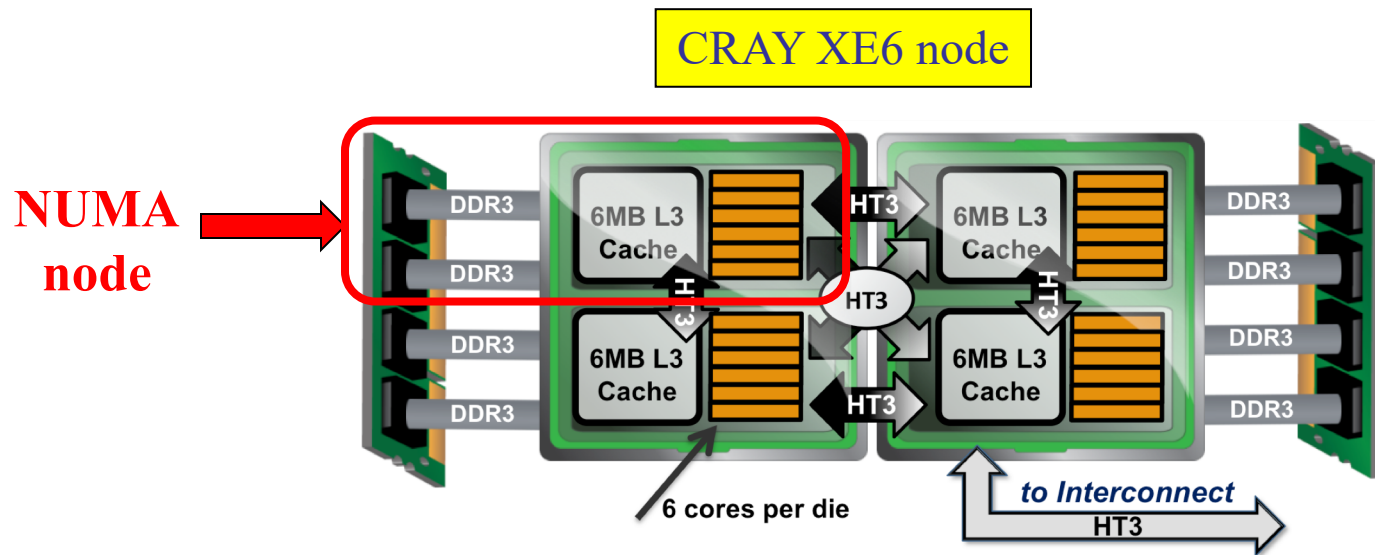 CRAY XE6 node
NUMA
node
DDR3
DDR3
DDR3
DDR3
6MB L3
Cache
HT3
6MB L3
Cache
HT3
HT3
HT3
6MB L3
Cache
HT3
6MB L3
Cache
DDR3
DDR3
DDR3
DDR3
6 cores per die
to Interconnect
HT3